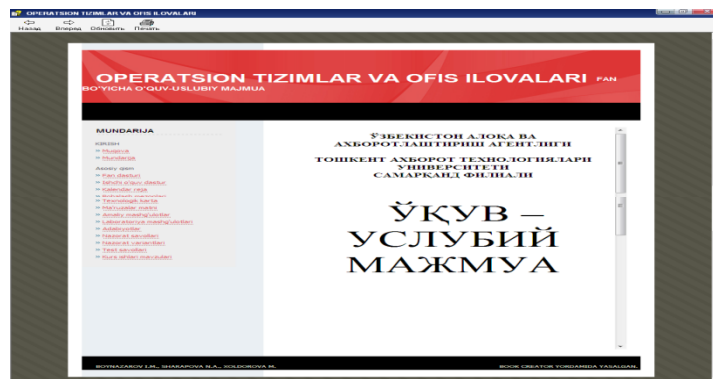 OPERATSION TIZIMLAR VA OFIS ILOVALARI
Назад Вперед Обновить Печать
OPERATSION TIZIMLAR VA OFIS ILOVALARI FAN
BO'YICHA O'QUV-USLUBIY MAJMUA
MUNDARIJA
KIRISH
Muqova
Mundarija
Asosiy qism
Fan dasturi
Ishchi o'quv dastur
Kalendar reja
Texnologik karta
Ma'ruzalar matni
Amaliy mashg'ulotlar
Laboratoriya mashg'ulotlari
Adabiyotlar
Nazorat savollari
Nazorat variantlari
Test savollari
Kurs ishlari mavzulari
ЎЗБЕКИСТОН АЛОКА ВА
АХБОРОТЛАШТИРИШ АГЕНТЛИГИ
ТОШКЕНТ АХБОРОТ ТЕХНОЛОГИЯЛАРИ
УНИВЕРСИТЕТИ
САМАРҚАНД ФИЛИАЛИ
ЎҚУВ –
УСЛУБИЙ
МАЖМУА
BOYNAZAROV I.M., SHARAPOVA N.A., XOLDOROVA M.
BOOK CREATOR YORDAMIDA YASALGAN.